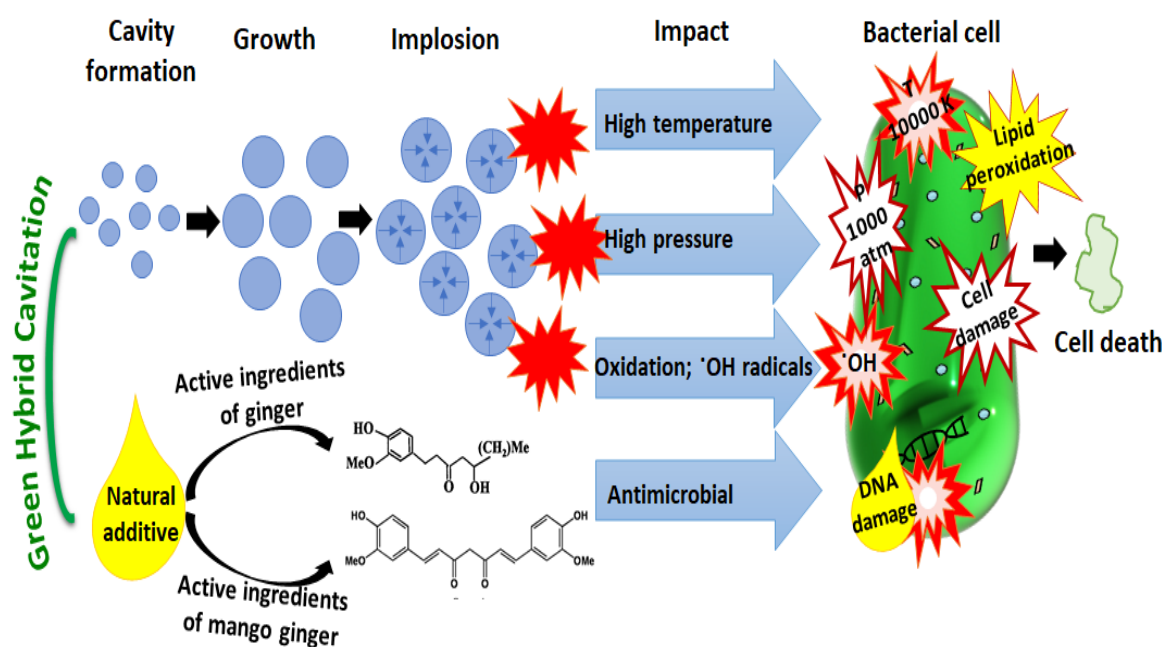 Cavity
formation
Growth
Implosion
Impact
Bacterial cell
Green Hybrid Cavitation
High temperature
High pressure
Oxidation; ˙OH radicals
Antimicrobial
T
10000 K
Lipid
peroxidation
P
1000
atm
Cell
damage
˙OH
DNA
damage
Cell death
Active ingredients
of ginger
Natural
additive
Active ingredients
of mango ginger
HO
MeO
O
OH
(CH₂)Me
HO
MeO
O
O
OH
OMe